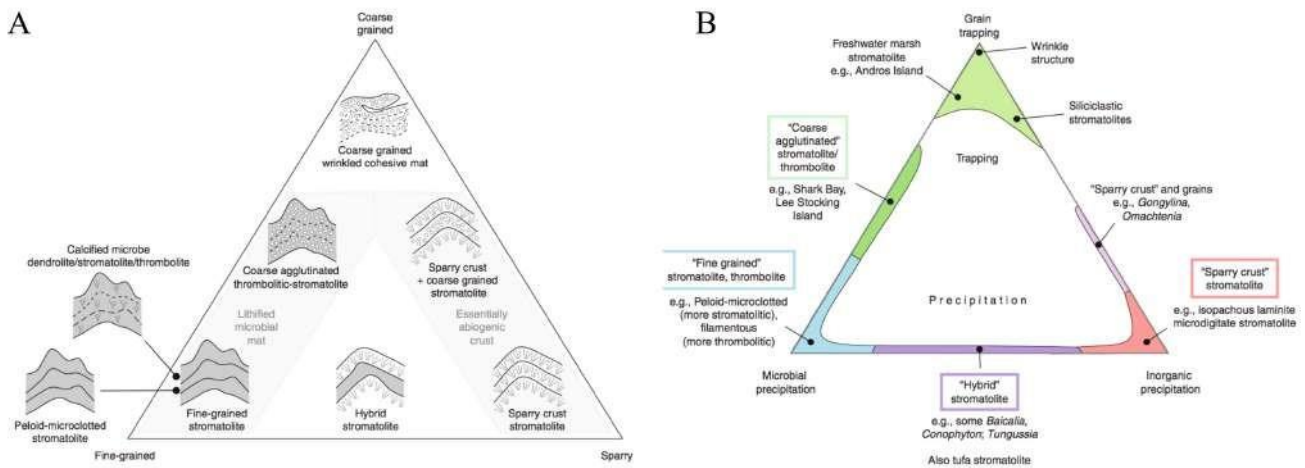 A
Coarse
grained
Coarse grained
wrinkled cohesive mat
Calcified microbe
dendrolite/stromatolite/thrombolite
Coarse agglutinated
thrombolitic-stromatolite
Sparry crust
+ coarse grained
stromatolite
Lithified
microbial
mat
Essentially
abiogenic
crust
Peloid-microclotted
stromatolite
Fine-grained
stromatolite
Hybrid
stromatolite
Sparry crust
stromatolite
Fine-grained
Sparry
B
Grain
trapping
Freshwater marsh
stromatolite
e.g., Andros Island
Wrinkle
structure
Siliciclastic
stromatolites
"Coarse
agglutinated"
stromatolite/
thrombolite
Trapping
e.g., Shark Bay,
Lee Stocking
Island
"Sparry crust" and grains
e.g., Gongylina,
Omachtenia
"Fine grained"
stromatolite, thrombolite
"Sparry crust"
stromatolite
Precipitation
e.g., Peloid-microclotted
(more stromatolitic),
filamentous
(more thrombolitic)
e.g., isopachous laminite
microdigitate stromatolite
Microbial
precipitation
"Hybrid"
stromatolite
Inorganic
precipitation
e.g., some Baicalia,
Conophyton; Tungussia
Also tufa stromatolite